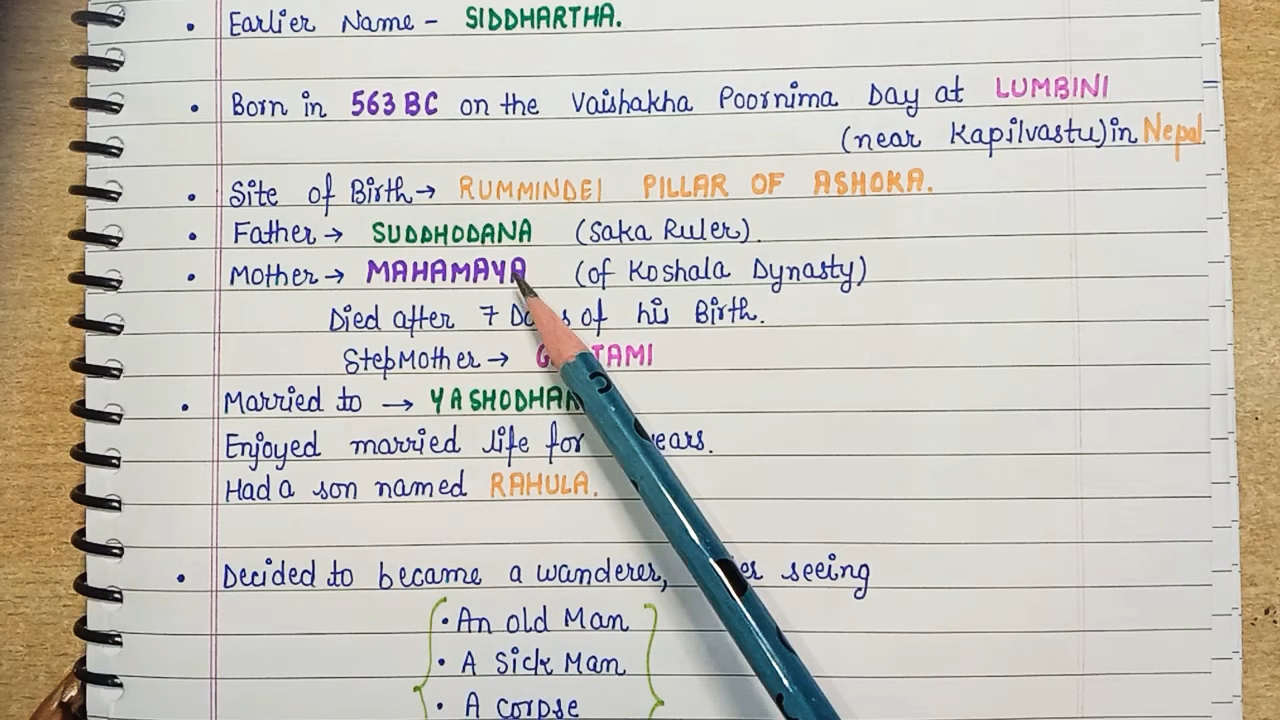 • Earlier Name - SIDDHARTHA.
• Born in 563 BC on the Vaishakha Poornima Day at LUMBINI
(near Kapilvastu) in Nepal
• Site of Birth → RUMMINDEI PILLAR OF ASHOKA.
• Father → SUDDHODANA (Saka Ruler).
• Mother → MAHAMAYA (of Koshala Dynasty)
Died after 7 of his Birth.
StepMother →
• Married to →
Enjoyed married life for
Had a son named RAHULA.
• Decided to became a wanderer, seeing
• An old Man
• A Sick Man
• A corpse